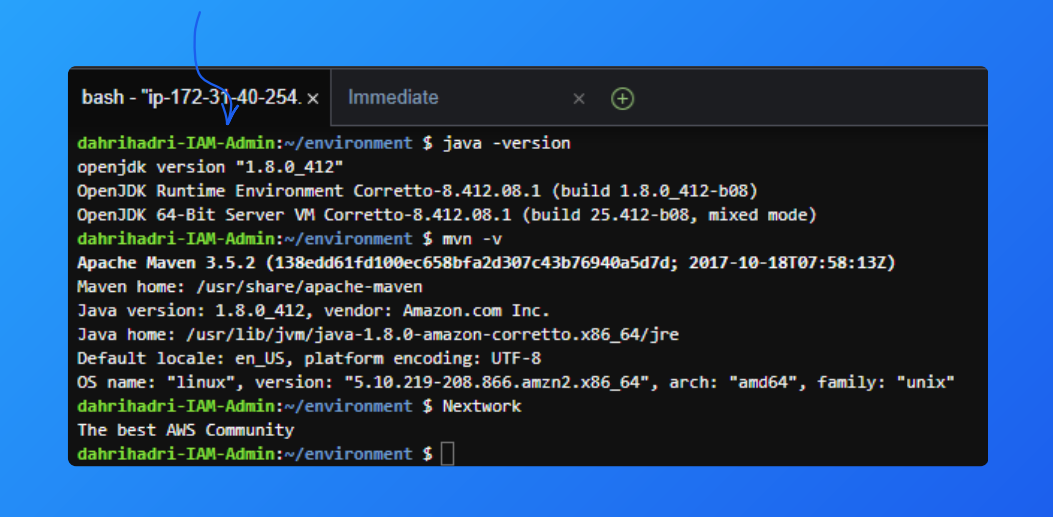 bash - "ip-172-31-40-254. × Immediate ×
dahrihadri-IAM-Admin:~/environment $ java -version
openjdk version "1.8.0_412"
OpenJDK Runtime Environment Corretto-8.412.08.1 (build 1.8.0_412-b08)
OpenJDK 64-Bit Server VM Corretto-8.412.08.1 (build 25.412-b08, mixed mode)
dahrihadri-IAM-Admin:~/environment $ mvn -v
Apache Maven 3.5.2 (138edd61fd100ec658bfa2d307c43b76940a5d7d; 2017-10-18T07:58:13Z)
Maven home: /usr/share/apache-maven
Java version: 1.8.0_412, vendor: Amazon.com Inc.
Java home: /usr/lib/jvm/java-1.8.0-amazon-corretto.x86_64/jre
Default locale: en_US, platform encoding: UTF-8
OS name: "linux", version: "5.10.219-208.866.amzn2.x86_64", arch: "amd64", family: "unix"
dahrihadri-IAM-Admin:~/environment $ Nextwork
The best AWS Community
dahrihadri-IAM-Admin:~/environment $